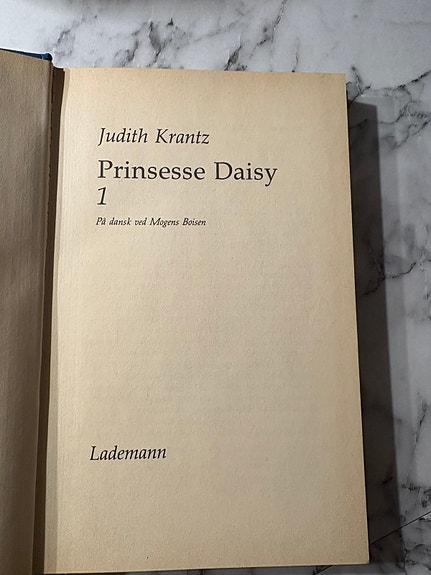 Judith Krantz
Prinsesse Daisy
1
På dansk ved Mogens Boisen
Lademann